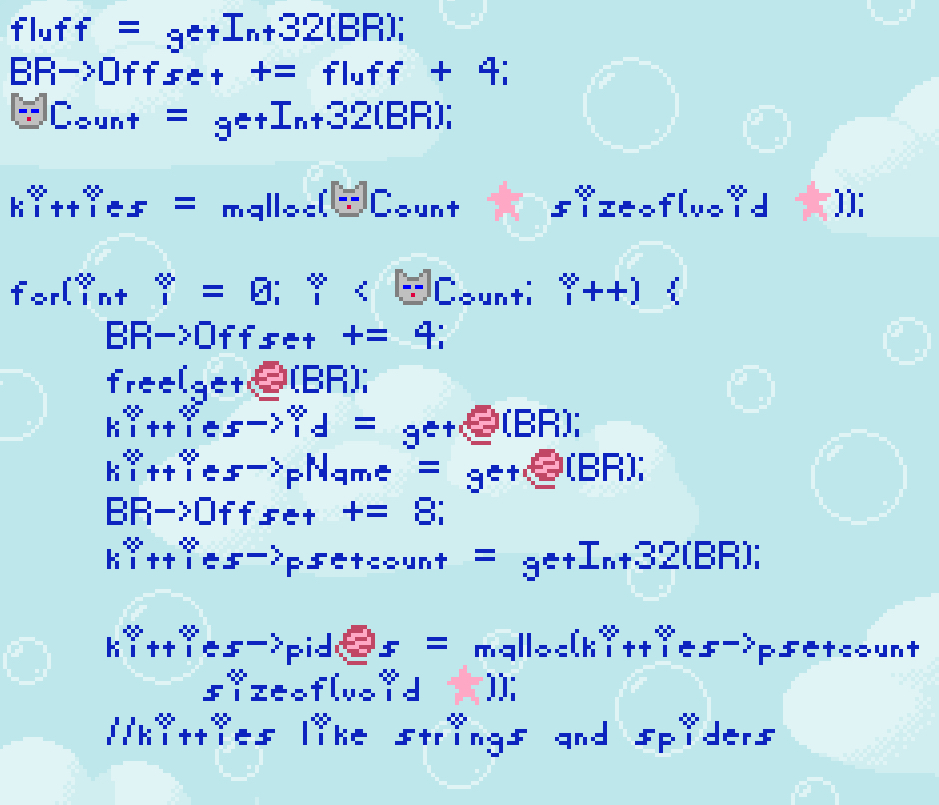 fluff = getInt32(BR);
BR->Offset += fluff + 4;
🐱Count = getInt32(BR);
kitties = malloc(🐱Count ★ sizeof(void ★));
for(int i = 0; i < 🐱Count; i++) {
BR->Offset += 4;
free(get🧶(BR);
kitties->id = get🧶(BR);
kitties->pName = get🧶(BR);
BR->Offset += 8;
kitties->psetcount = getInt32(BR);
kitties->pid🧶s = malloc(kitties->psetcount
sizeof(void ★));
//kitties like strings and spiders